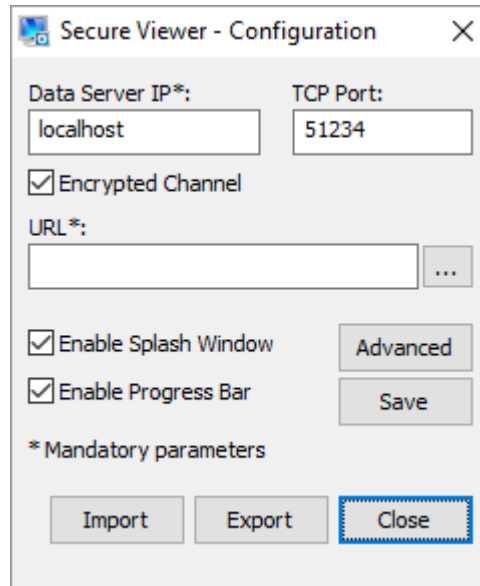 Secure Viewer - Configuration
Data Server IP*: TCP Port:
localhost 51234
Encrypted Channel
URL*:
...
Enable Splash Window Advanced
Enable Progress Bar Save
* Mandatory parameters
Import Export Close